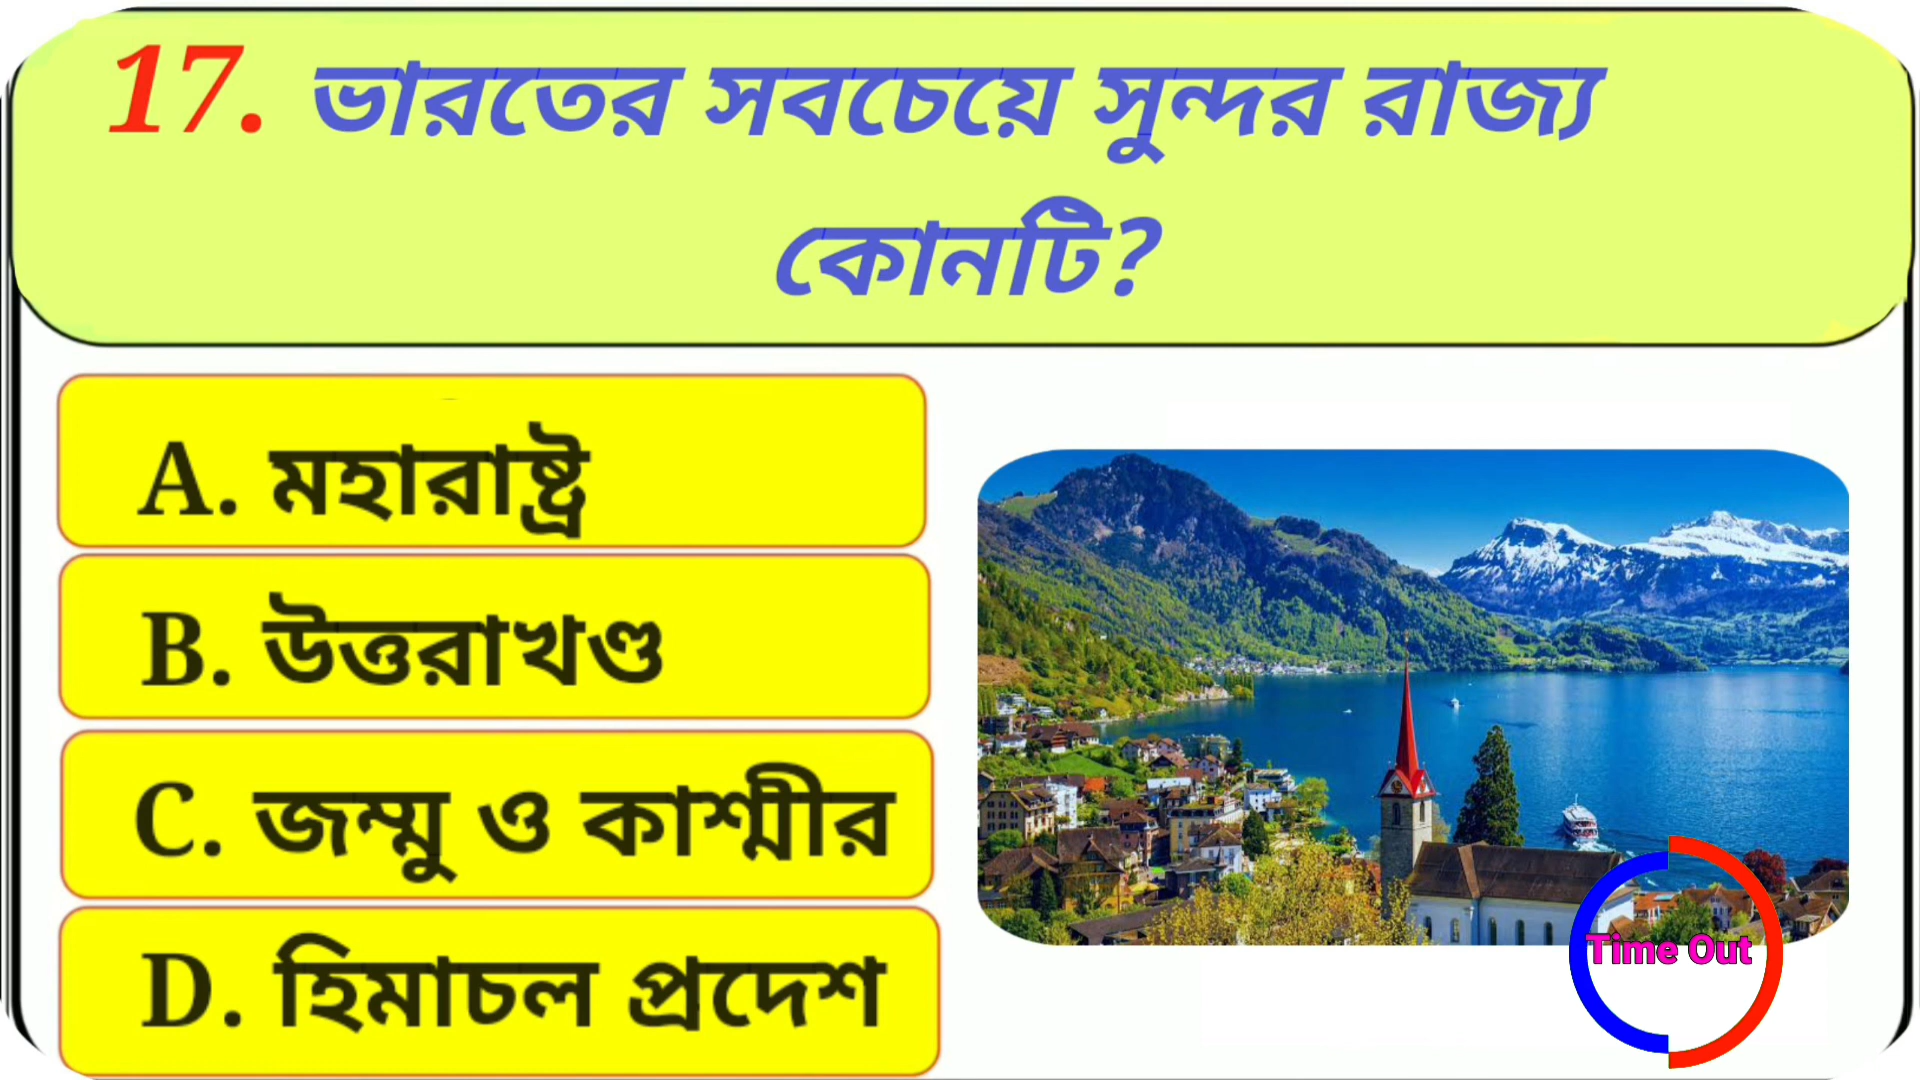 17. ভারতের সবচেয়ে সুন্দর রাজ্য
কোনটি?
A. মহারাষ্ট্র
B. উত্তরাখণ্ড
C. জম্মু ও কাশ্মীর
D. হিমাচল প্রদেশ
Time Out